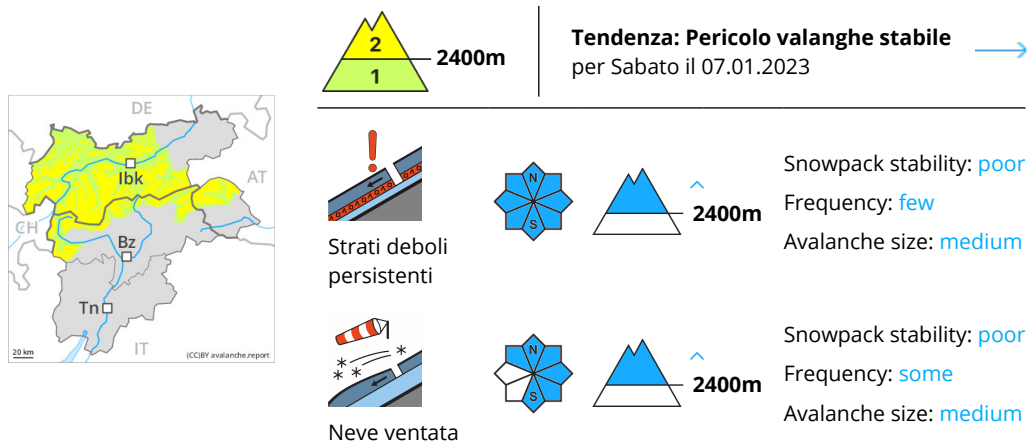 2
1
2400m
Tendenza: Pericolo valanghe stabile
per Sabato il 07.01.2023
DE
Ibk
AT
CH
Bz
Tn
IT
20 km
(CC)BY avalanche.report
Strati deboli
persistenti
N
S
2400m
Snowpack stability: poor
Frequency: few
Avalanche size: medium
Neve ventata
N
S
2400m
Snowpack stability: poor
Frequency: some
Avalanche size: medium